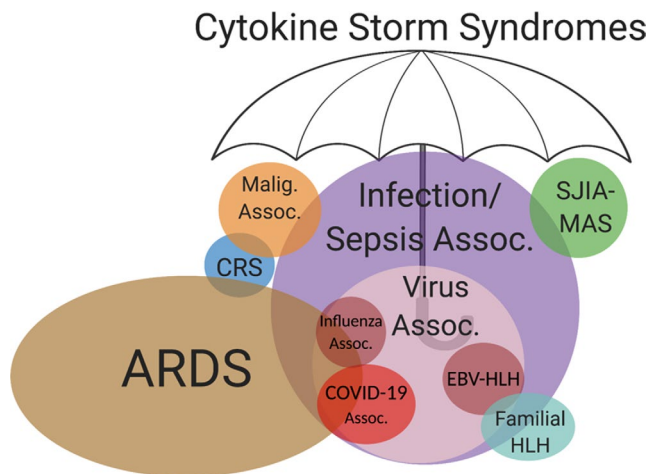 Cytokine Storm Syndromes
Malig.
Assoc.
Infection/
Sepsis Assoc.
SJIA-
MAS
CRS
Virus
Assoc.
Influenza
Assoc.
ARDS
COVID-19
Assoc.
EBV-HLH
Familial
HLH